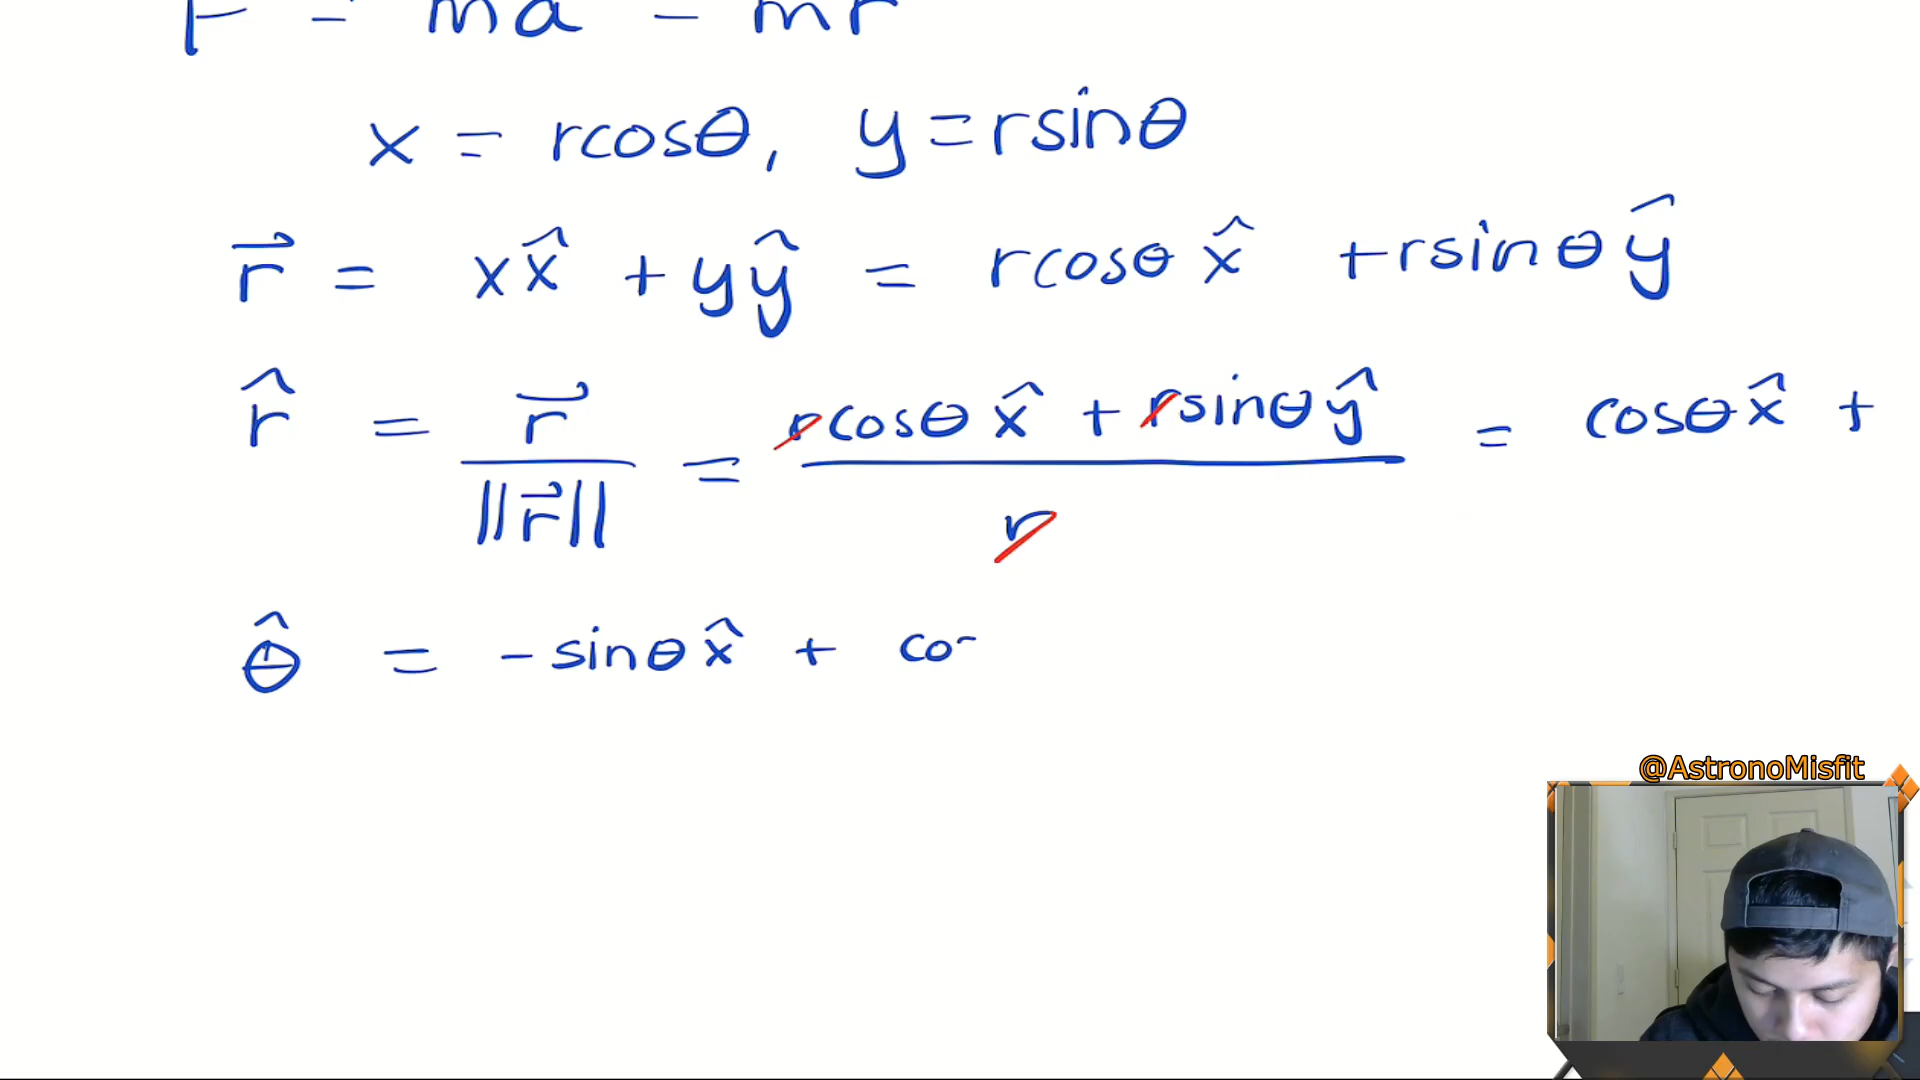 F = ma = mr
x = rcosθ, y = rsinθ
r⃗ = xx̂ + yŷ = rcosθ x̂ + rsinθ ŷ
r̂ = r⃗ / ||r⃗|| = rcosθ x̂ + rsinθ ŷ / r = cosθ x̂ +
θ̂ = -sinθ x̂ + co
@AstronoMisfit